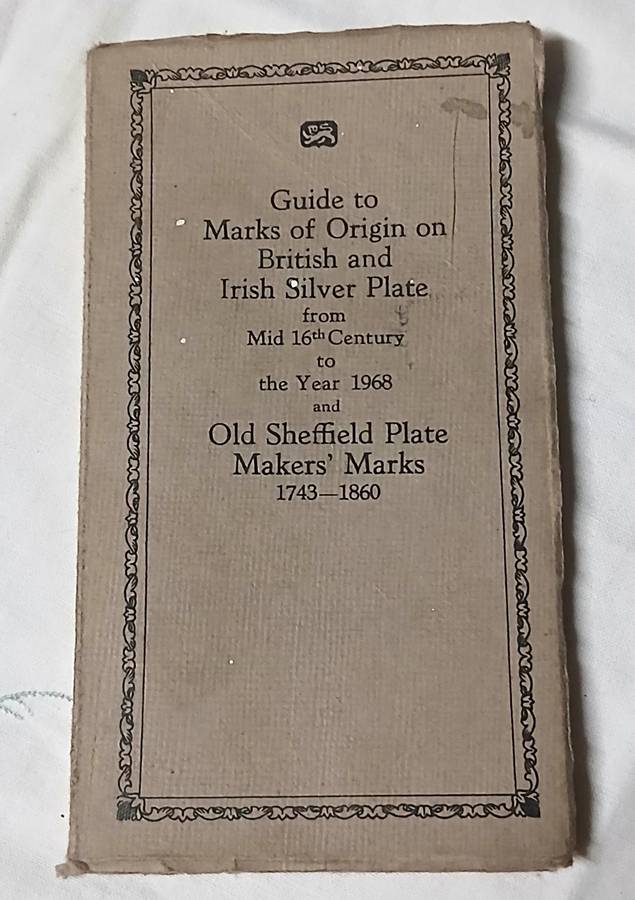 Guide to
Marks of Origin on
British and
Irish Silver Plate
from
Mid 16th Century
to
the Year 1968
and
Old Sheffield Plate
Makers' Marks
1743—1860